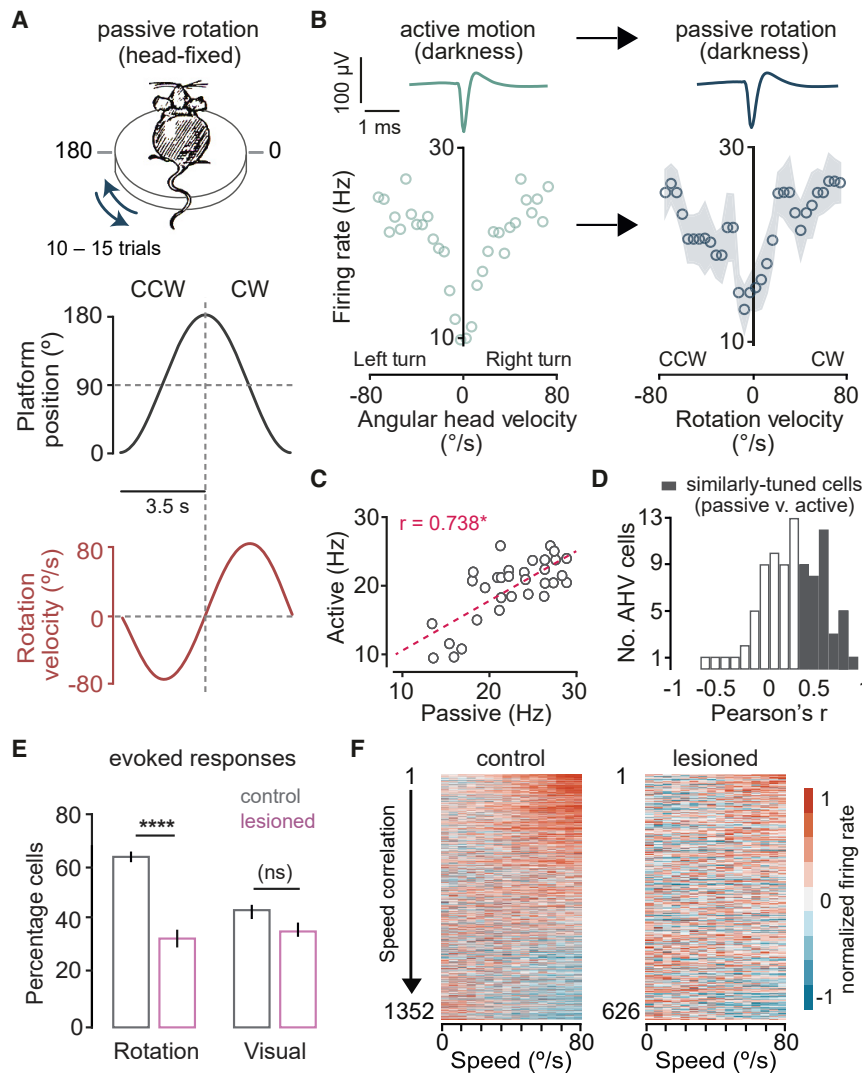 A
passive rotation
(head-fixed)
180
0
10 – 15 trials
CCW
CW
180
90
0
Platform
position (º)
3.5 s
80
0
-80
Rotation
velocity (º/s)
B
active motion
(darkness)
passive rotation
(darkness)
100 µV
1 ms
30
10
Firing rate (Hz)
Left turn
Right turn
-80
0
80
Angular head velocity
(°/s)
30
10
CCW
CW
-80
0
80
Rotation velocity
(°/s)
C
r = 0.738*
30
20
10
Active (Hz)
10
20
30
Passive (Hz)
D
similarly-tuned cells
(passive v. active)
13
9
5
1
No. AHV cells
-1
-0.5
0
0.5
1
Pearson's r
E
evoked responses
control
lesioned
80
60
40
20
0
Percentage cells
****
(ns)
Rotation
Visual
F
control
lesioned
1
1352
Speed correlation
0
80
Speed (º/s)
1
626
0
80
Speed (º/s)
1
0
-1
normalized firing rate